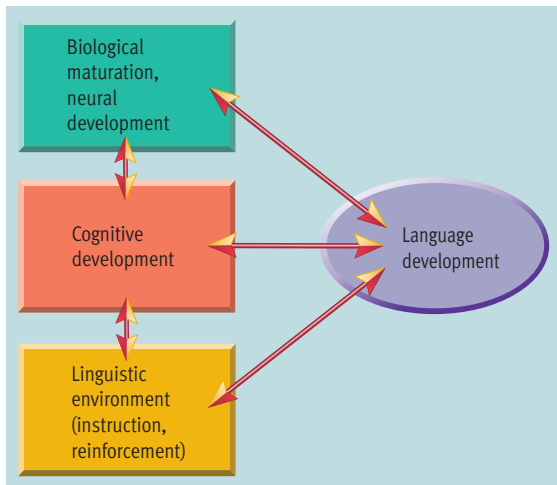 Biological
maturation,
neural
development
Cognitive
development
Language
development
Linguistic
environment
(instruction,
reinforcement)